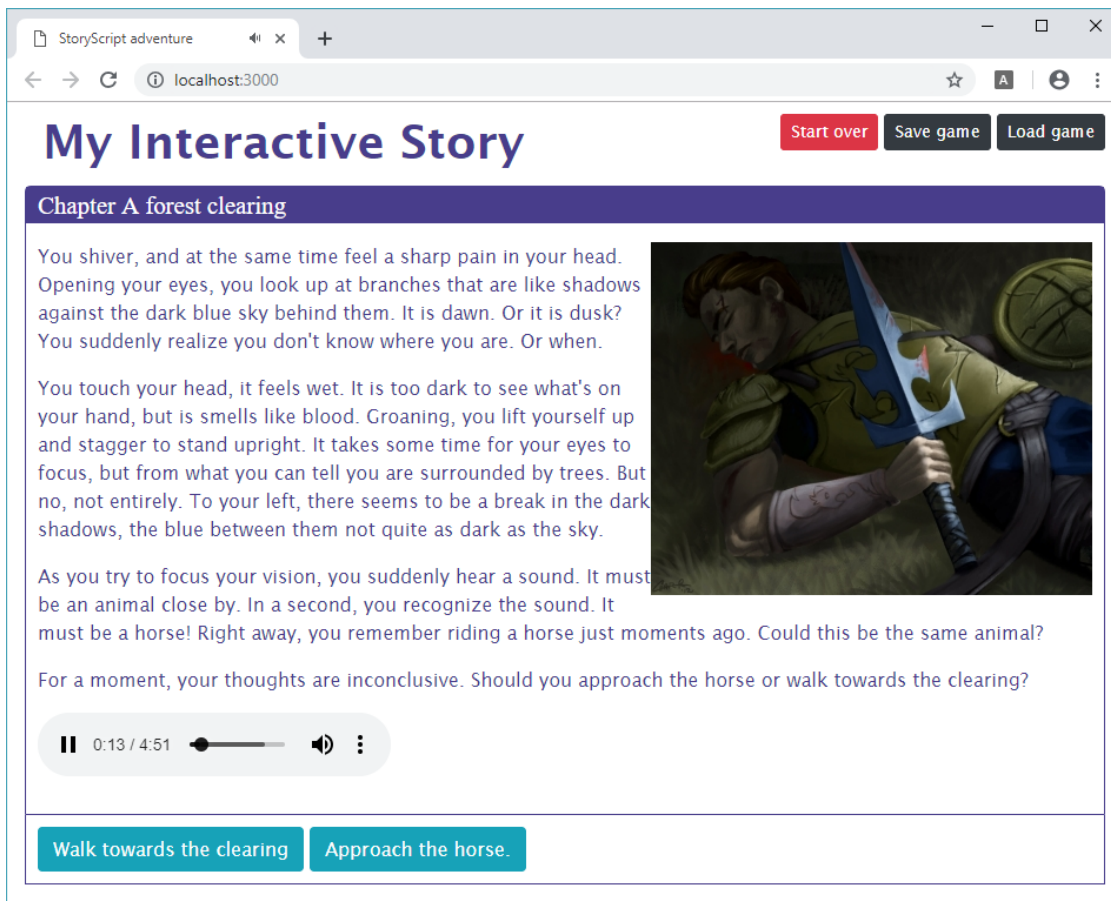 StoryScript adventure
localhost:3000
A
My Interactive Story
Start over
Save game
Load game
Chapter A forest clearing
You shiver, and at the same time feel a sharp pain in your head.
Opening your eyes, you look up at branches that are like shadows
against the dark blue sky behind them. It is dawn. Or it is dusk?
You suddenly realize you don't know where you are. Or when.
You touch your head, it feels wet. It is too dark to see what's on
your hand, but is smells like blood. Groaning, you lift yourself up
and stagger to stand upright. It takes some time for your eyes to
focus, but from what you can tell you are surrounded by trees. But
no, not entirely. To your left, there seems to be a break in the dark
shadows, the blue between them not quite as dark as the sky.
As you try to focus your vision, you suddenly hear a sound. It must
be an animal close by. In a second, you recognize the sound. It
must be a horse! Right away, you remember riding a horse just moments ago. Could this be the same animal?
For a moment, your thoughts are inconclusive. Should you approach the horse or walk towards the clearing?
0:13 / 4:51
Walk towards the clearing
Approach the horse.